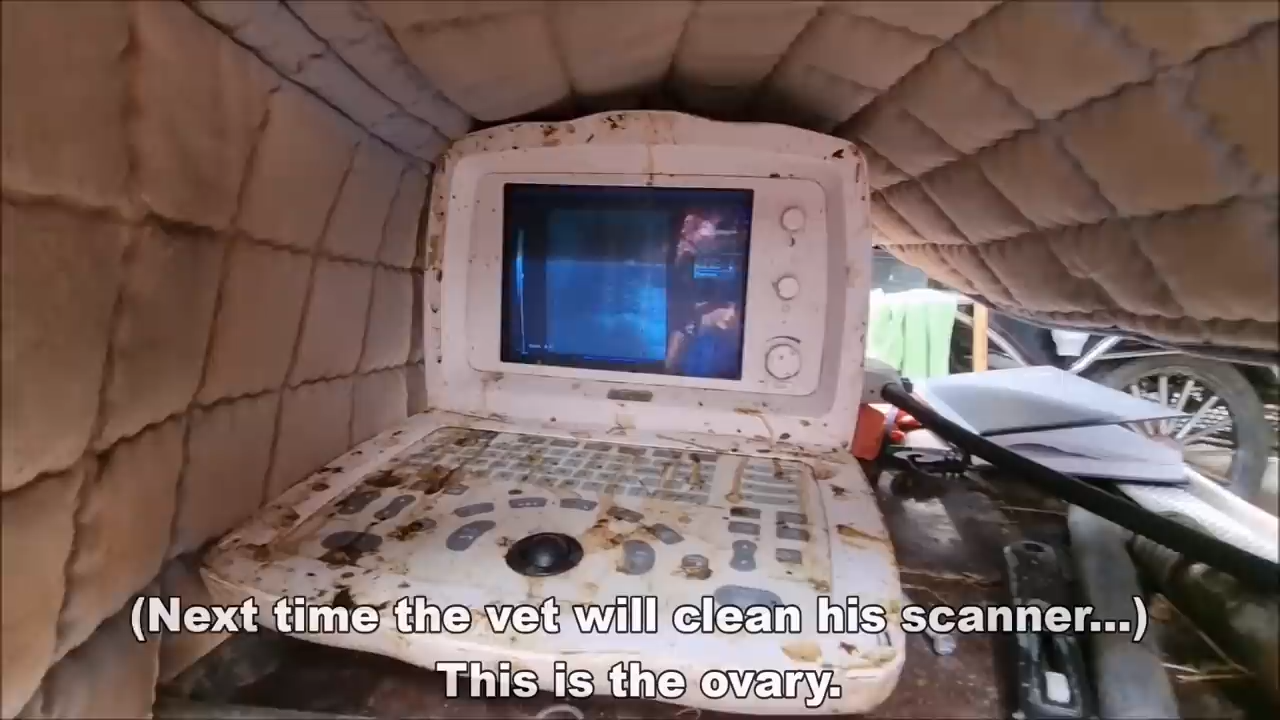 (Next time the vet will clean his scanner...)
This is the ovary.